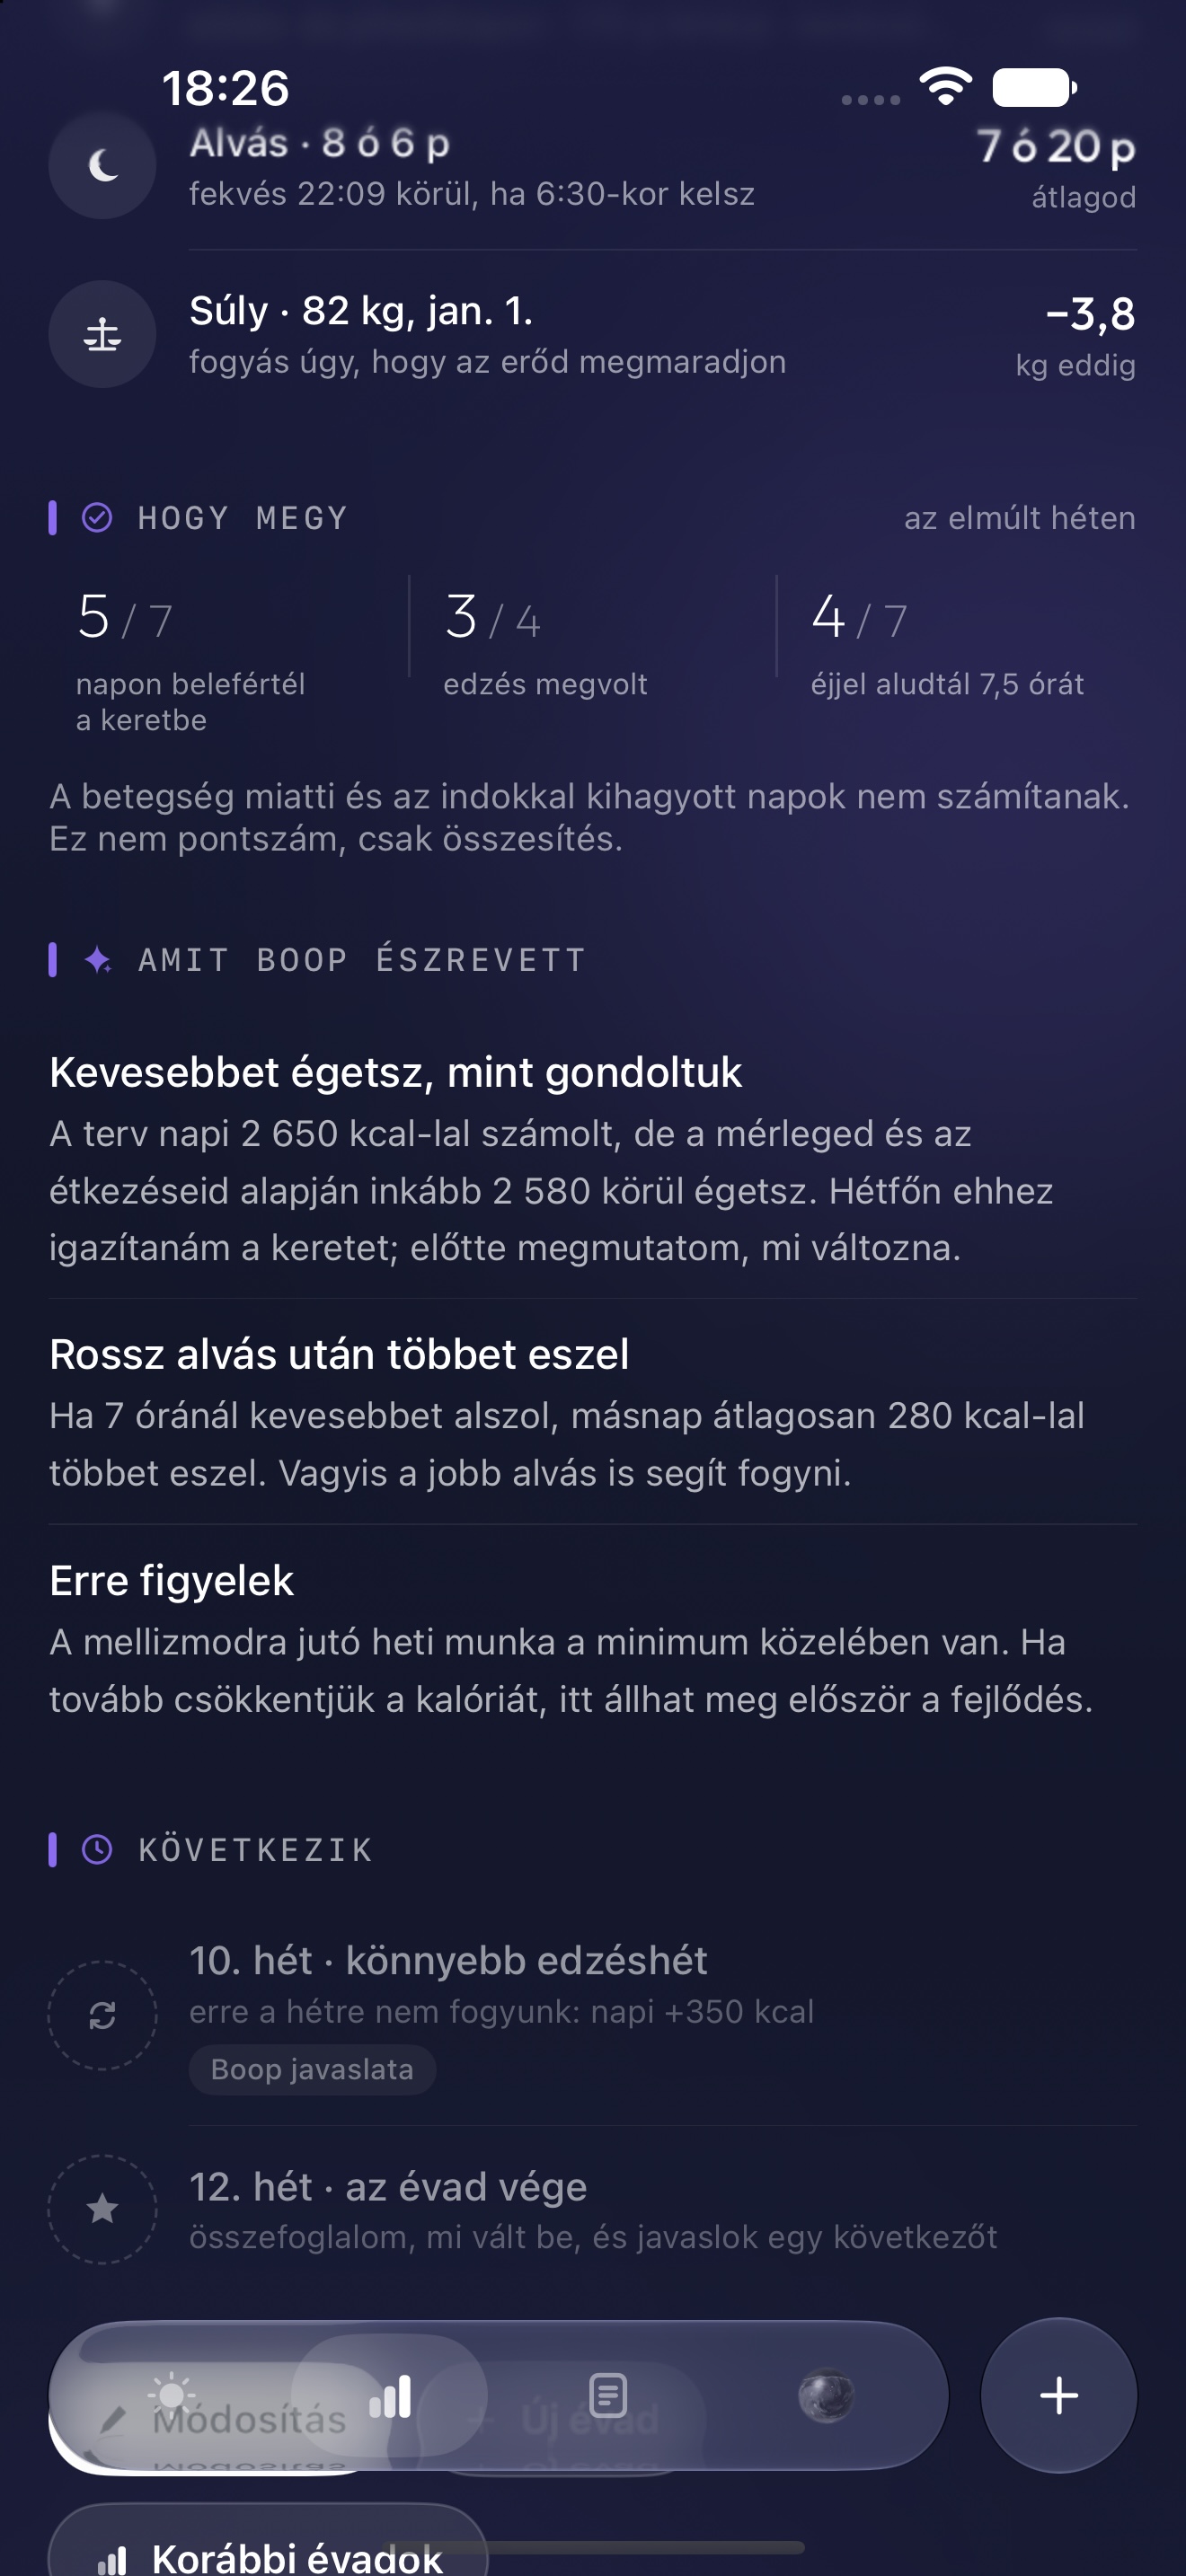 18:26
Alvás · 8 ó 6 p
7 ó 20 p
fekvés 22:09 körül, ha 6:30-kor kelsz
átlagod
Súly · 82 kg, jan. 1.
−3,8
fogyás úgy, hogy az erőd megmaradjon
kg eddig
HOGY MEGY
az elmúlt héten
5 / 7
napon belefértél
a keretbe
3 / 4
edzés megvolt
4 / 7
éjjel aludtál 7,5 órát
A betegség miatti és az indokkal kihagyott napok nem számítanak.
Ez nem pontszám, csak összesítés.
AMIT BOOP ÉSZREVETT
Kevesebbet égetsz, mint gondoltuk
A terv napi 2 650 kcal-lal számolt, de a mérleged és az
étkezéseid alapján inkább 2 580 körül égetsz. Hétfőn ehhez
igazítanám a keretet; előtte megmutatom, mi változna.
Rossz alvás után többet eszel
Ha 7 óránál kevesebbet alszol, másnap átlagosan 280 kcal-lal
többet eszel. Vagyis a jobb alvás is segít fogyni.
Erre figyelek
A mellizmodra jutó heti munka a minimum közelében van. Ha
tovább csökkentjük a kalóriát, itt állhat meg először a fejlődés.
KÖVETKEZIK
10. hét · könnyebb edzéshét
erre a hétre nem fogyunk: napi +350 kcal
Boop javaslata
12. hét · az évad vége
összefoglalom, mi vált be, és javaslok egy következőt
Módosítás
+ Új évad
Korábbi évadok